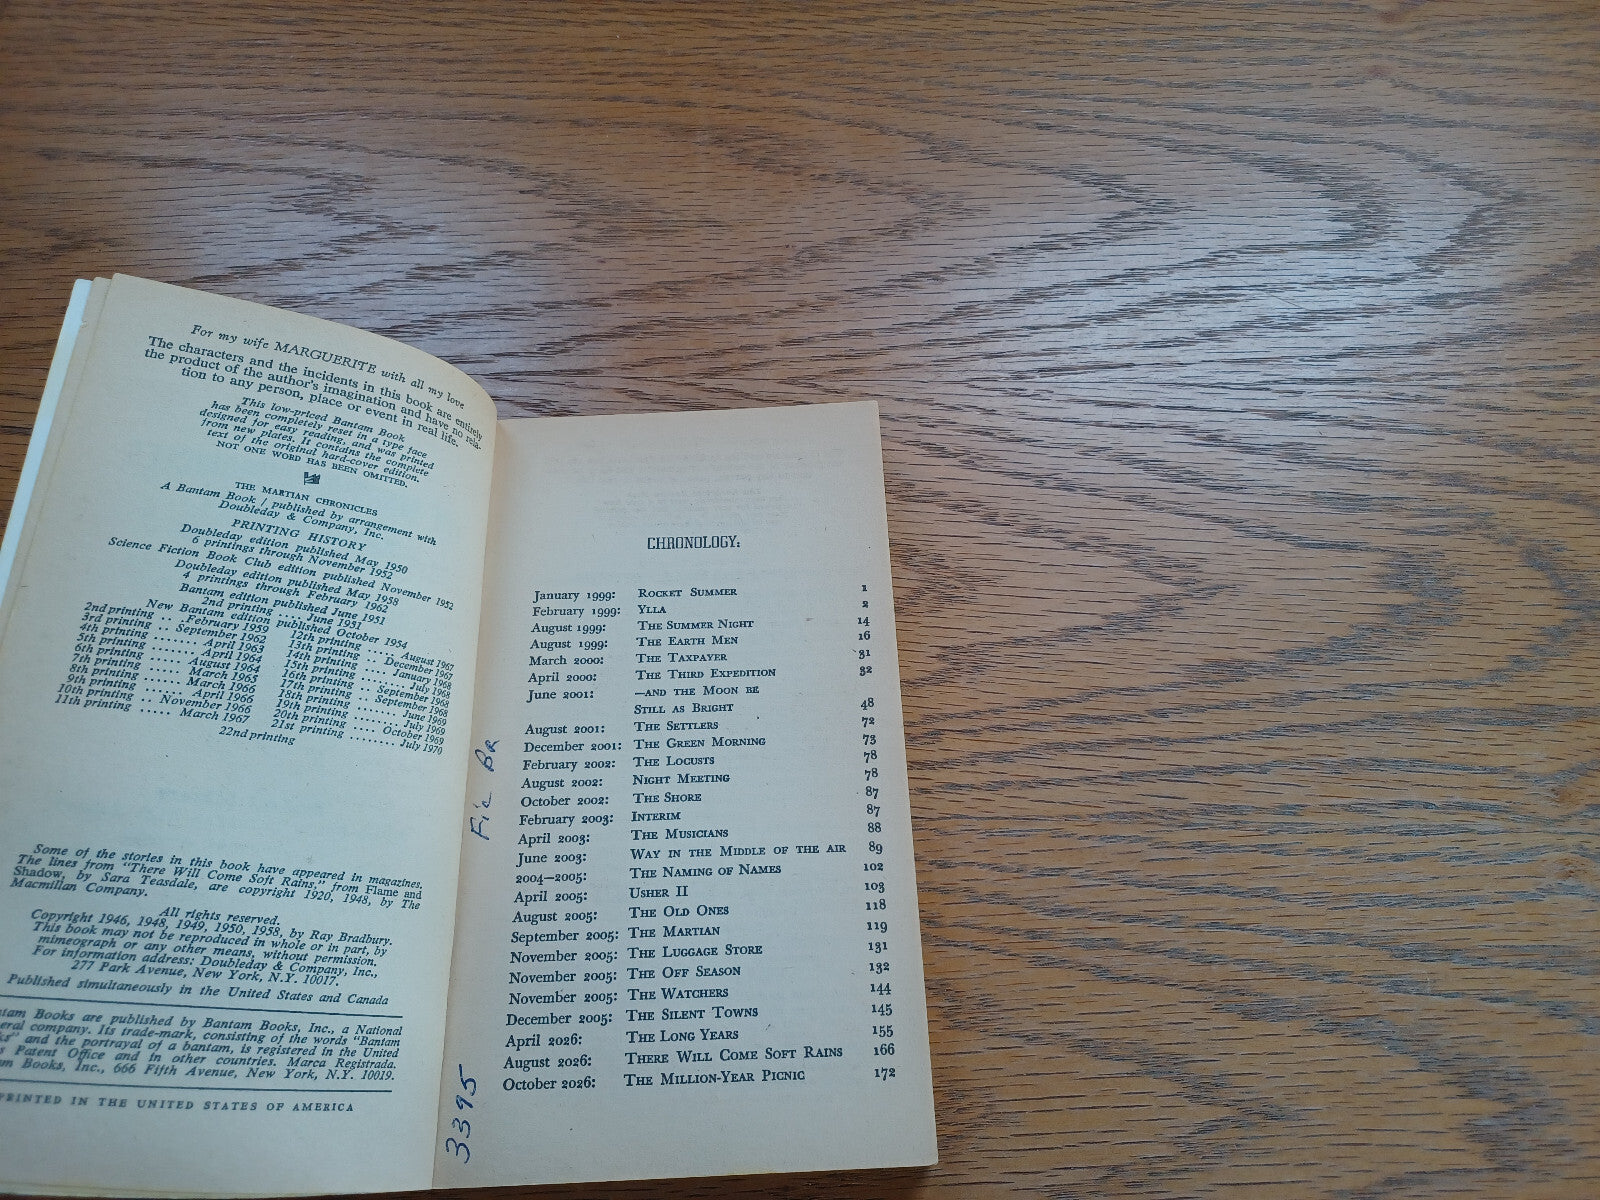 For my wife MARGUERITE with all my love
The characters and the incidents in this book are entirely
the product of the author's imagination and have no rela-
tion to any person, place or event in real life.
This low-priced Bantam Book
has been completely reset in a type face
designed for easy reading, and was printed
from new plates. It contains the complete
text of the original hard-cover edition.
NOT ONE WORD HAS BEEN OMITTED.
THE MARTIAN CHRONICLES
A Bantam Book / published by arrangement with
Doubleday & Company, Inc.
PRINTING HISTORY
Doubleday edition published May 1950
6 printings through November 1952
Science Fiction Book Club edition published November 1952
Doubleday edition published May 1958
4 printings through February 1962
Bantam edition published June 1951
2nd printing . . . June 1951
New Bantam edition published October 1954
2nd printing . . . February 1959
3rd printing . . September 1962
4th printing ........ April 1963
5th printing ........ April 1964
6th printing ..... August 1964
7th printing ..... March 1965
8th printing ..... March 1966
9th printing ...... April 1966
10th printing .. November 1966
11th printing ..... March 1967
12th printing ..... August 1967
13th printing .. December 1967
14th printing .... January 1968
15th printing ........ July 1968
16th printing .. September 1968
17th printing .. September 1968
18th printing ....... June 1969
19th printing ........ July 1969
20th printing .... October 1969
21st printing ......... July 1970
22nd printing
Some of the stories in this book have appeared in magazines.
The lines from "There Will Come Soft Rains," from Flame and
Shadow, by Sara Teasdale, are copyright 1920, 1948, by The
Macmillan Company.
All rights reserved.
Copyright 1946, 1948, 1949, 1950, 1958, by Ray Bradbury.
This book may not be reproduced in whole or in part, by
mimeograph or any other means, without permission.
For information address: Doubleday & Company, Inc.,
277 Park Avenue, New York, N.Y. 10017.
Published simultaneously in the United States and Canada
Books are published by Bantam Books, Inc., a National
company. Its trade-mark, consisting of the words "Bantam
and the portrayal of a bantam, is registered in the United
Patent Office and in other countries. Marca Registrada.
Books, Inc., 666 Fifth Avenue, New York, N.Y. 10019.
PRINTED IN THE UNITED STATES OF AMERICA
Fic Br
3395
CHRONOLOGY:
January 1999: ROCKET SUMMER 1
February 1999: YLLA 2
August 1999: THE SUMMER NIGHT 14
August 1999: THE EARTH MEN 16
March 2000: THE TAXPAYER 31
April 2000: THE THIRD EXPEDITION 32
June 2001: —AND THE MOON BE
STILL AS BRIGHT 48
August 2001: THE SETTLERS 72
December 2001: THE GREEN MORNING 73
February 2002: THE LOCUSTS 78
August 2002: NIGHT MEETING 78
October 2002: THE SHORE 87
February 2003: INTERIM 87
April 2003: THE MUSICIANS 88
June 2003: WAY IN THE MIDDLE OF THE AIR 89
2004–2005: THE NAMING OF NAMES 102
April 2005: USHER II 103
August 2005: THE OLD ONES 118
September 2005: THE MARTIAN 119
November 2005: THE LUGGAGE STORE 131
November 2005: THE OFF SEASON 132
November 2005: THE WATCHERS 144
December 2005: THE SILENT TOWNS 145
April 2026: THE LONG YEARS 155
August 2026: THERE WILL COME SOFT RAINS 166
October 2026: THE MILLION-YEAR PICNIC 172